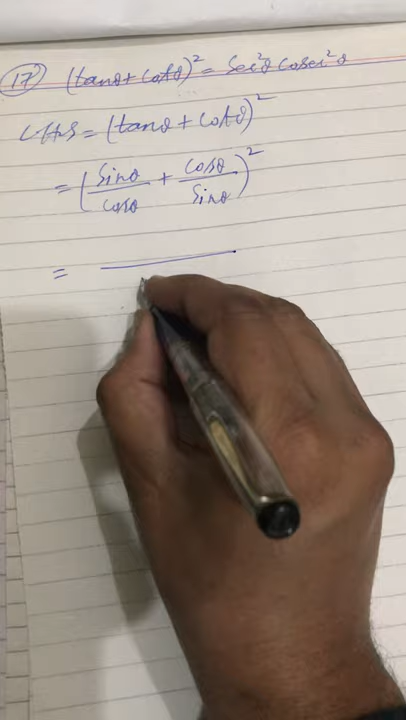 17 (tanθ + cotθ)² = sec²θ cosec²θ
LHS = (tanθ + cotθ)²
= (sinθ/cosθ + cosθ/sinθ)²
=